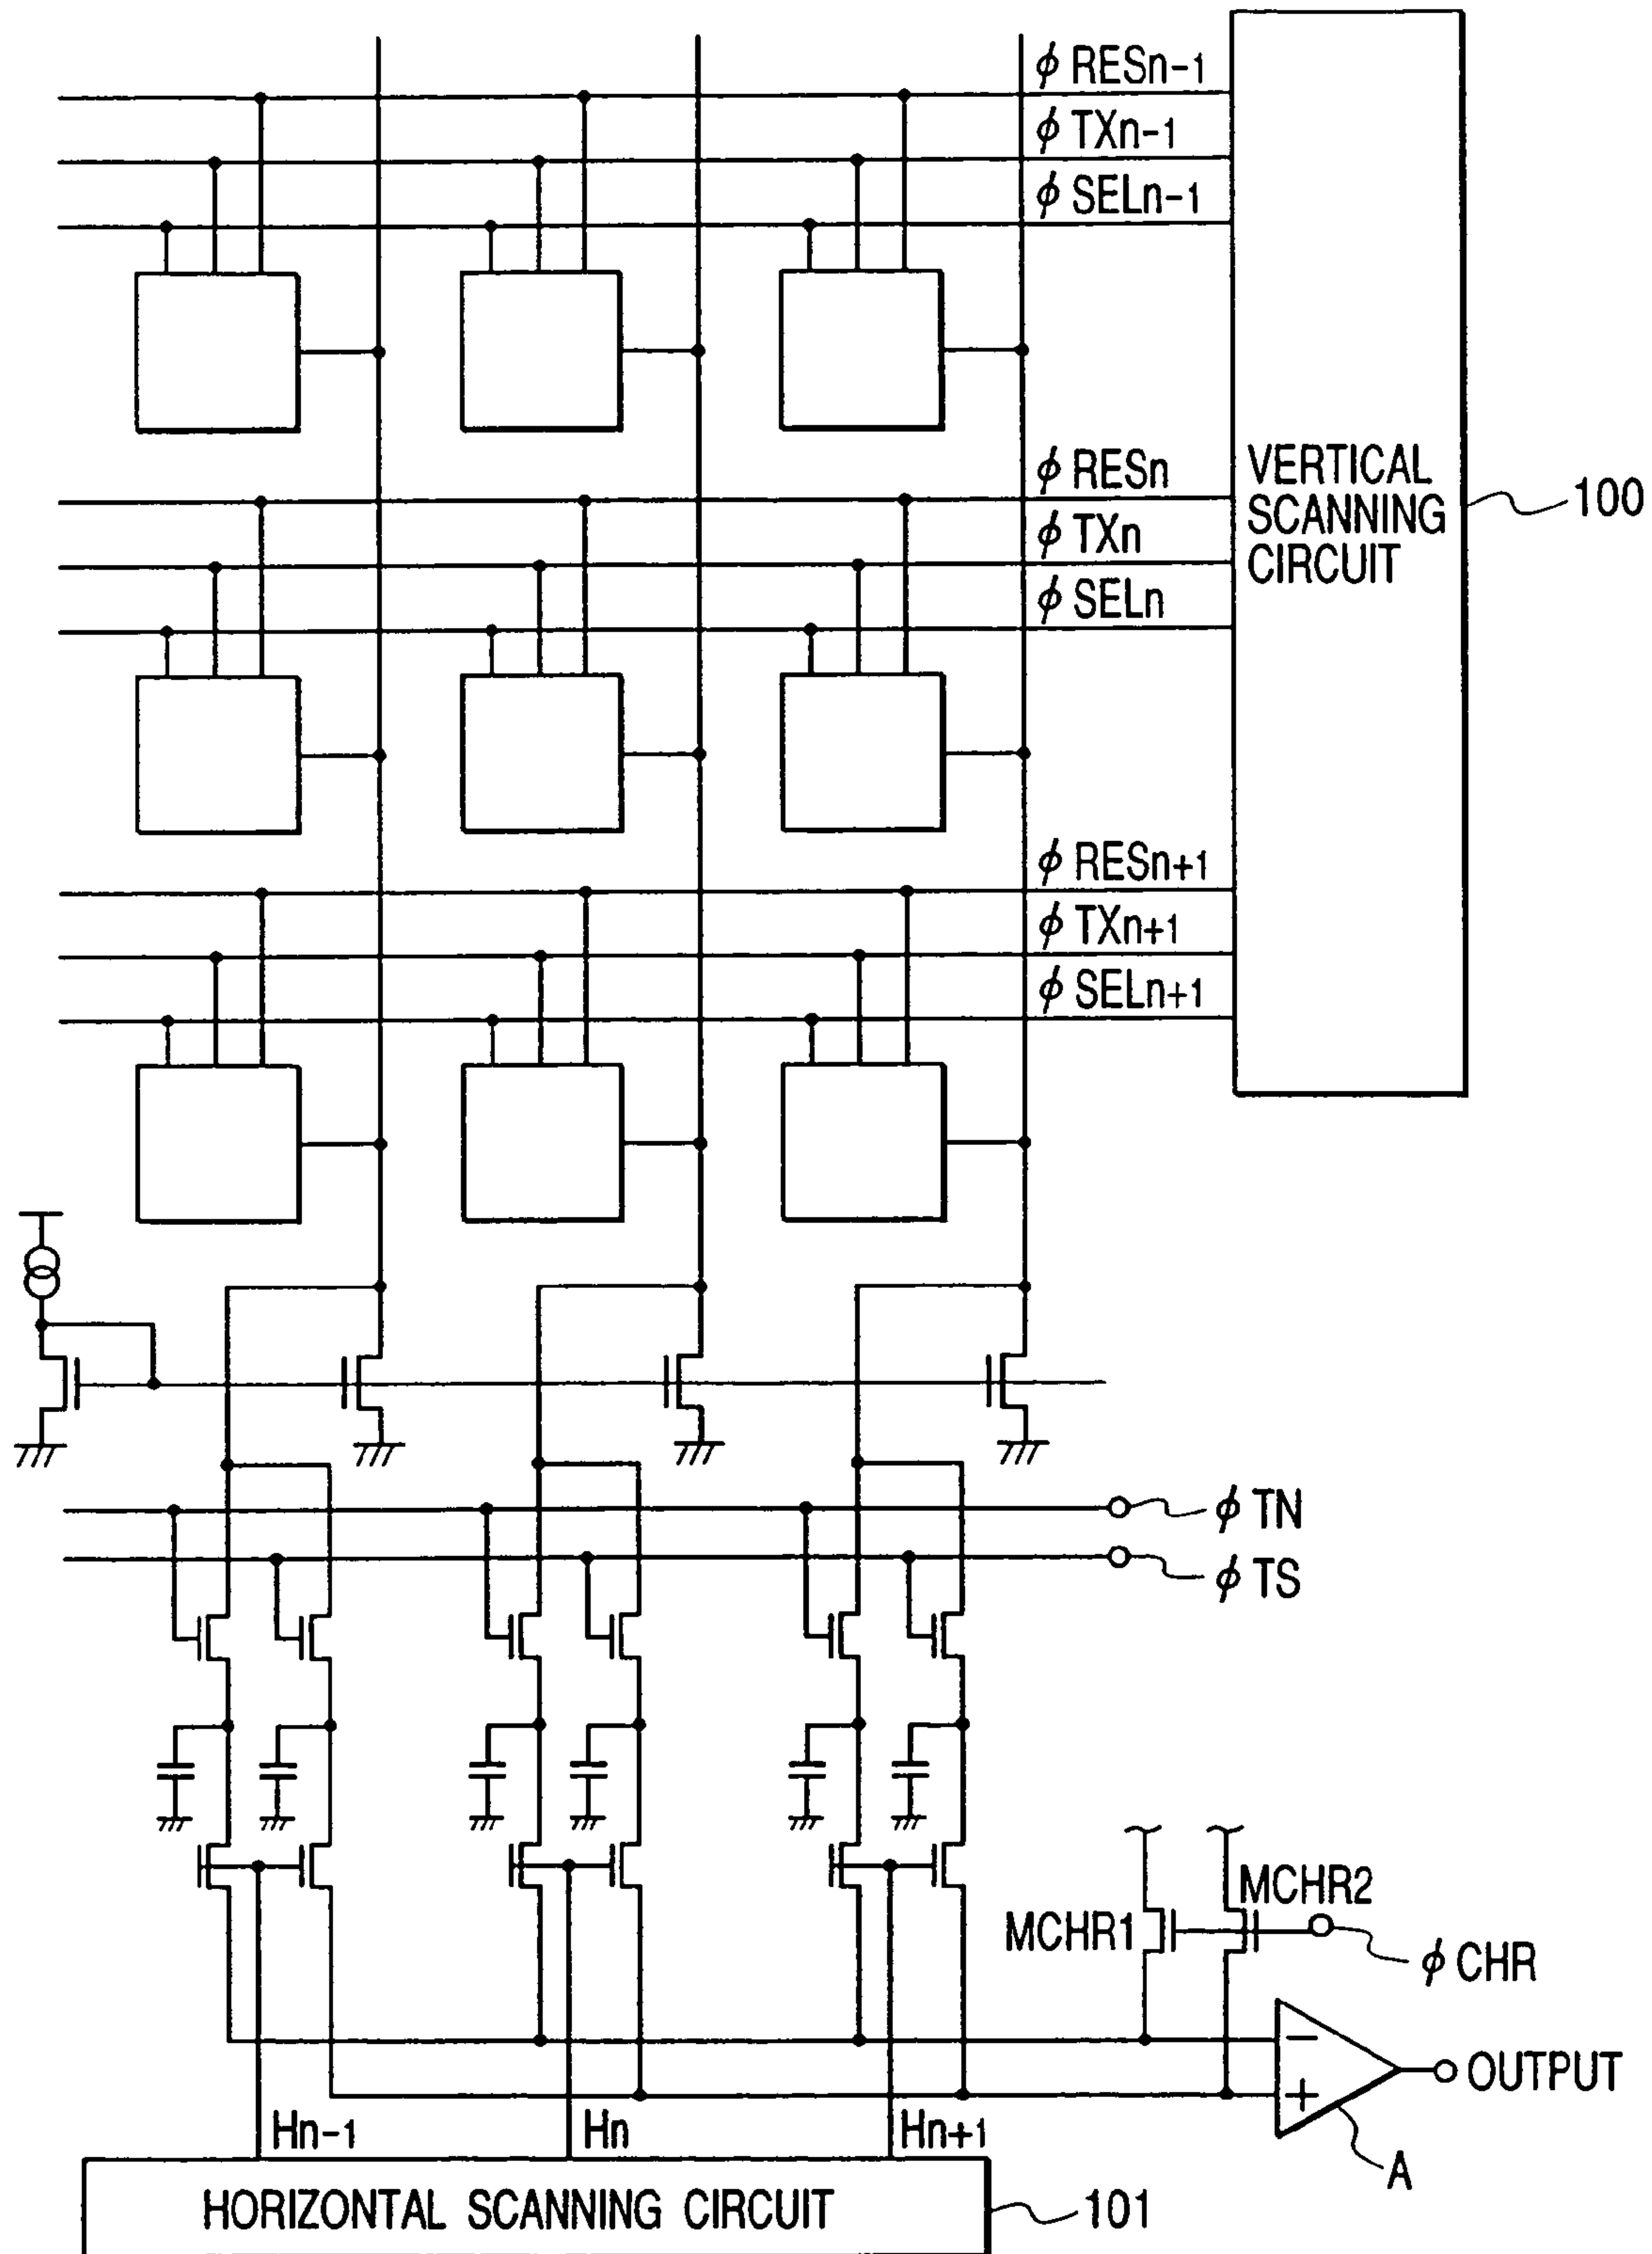 ϕ RESn-1
ϕ TXn-1
ϕ SELn-1
ϕ RESn
VERTICAL
SCANNING
CIRCUIT
100
ϕ TXn
ϕ SELn
ϕ RESn+1
ϕ TXn+1
ϕ SELn+1
ϕ TN
ϕ TS
MCHR2
MCHR1
ϕ CHR
−
+
OUTPUT
A
Hn-1
Hn
Hn+1
HORIZONTAL SCANNING CIRCUIT
101